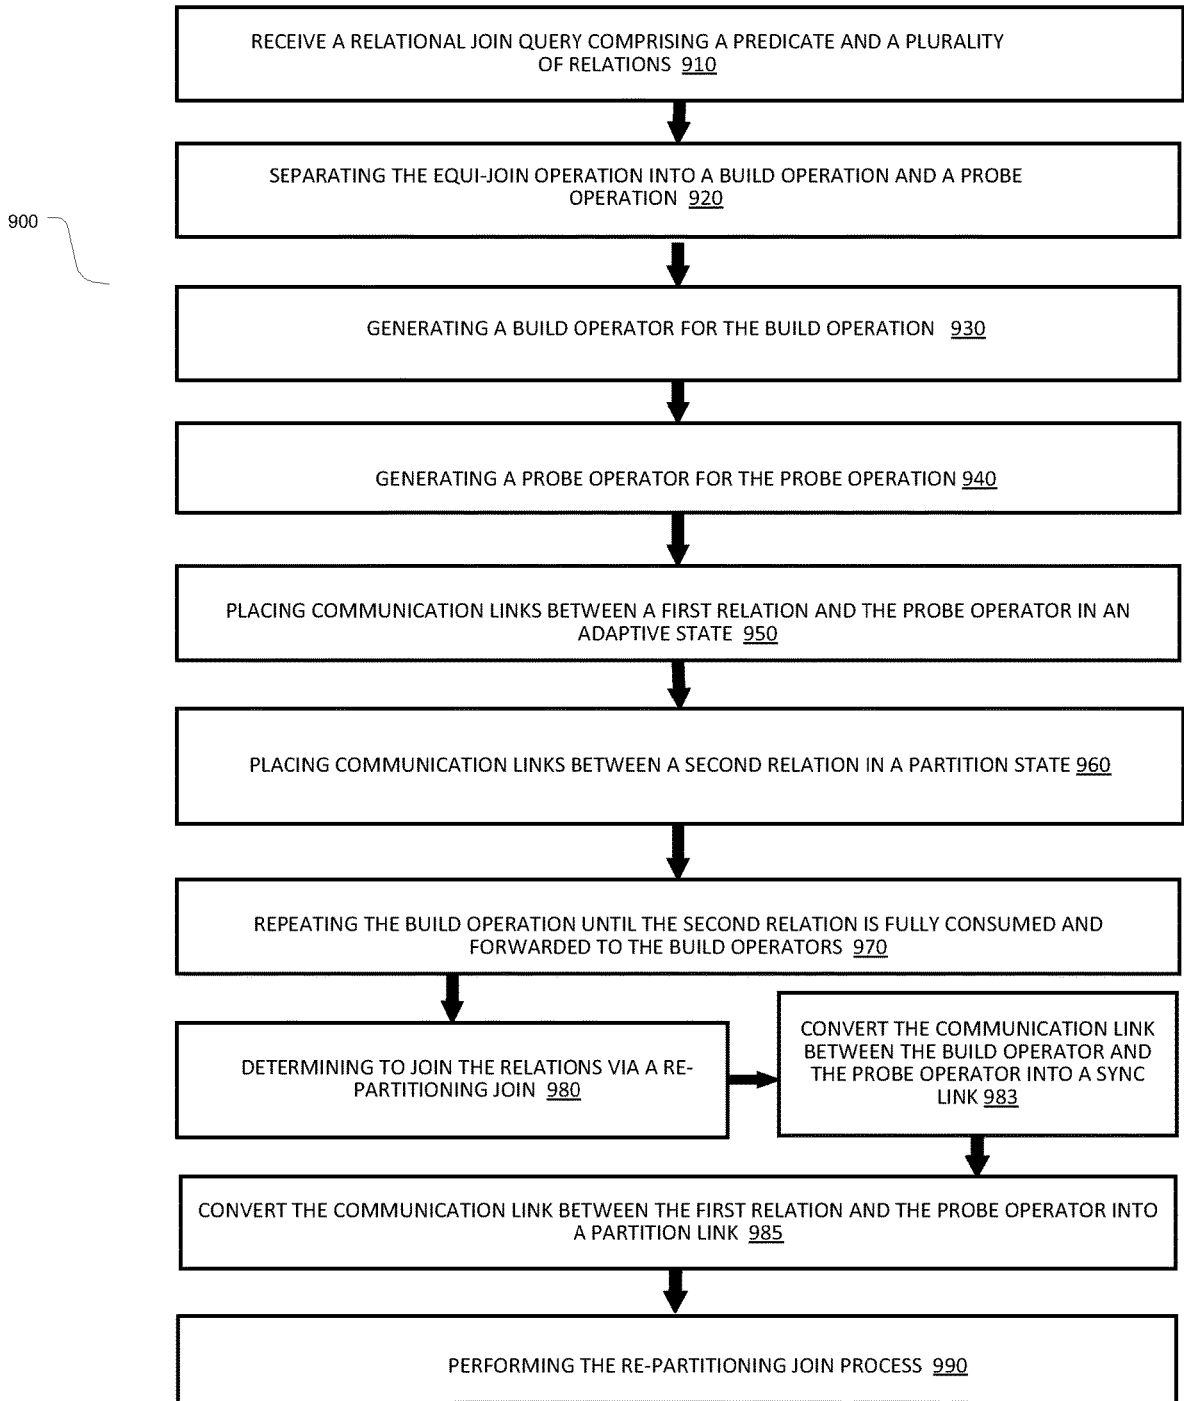 RECEIVE A RELATIONAL JOIN QUERY COMPRISING A PREDICATE AND A PLURALITY
OF RELATIONS 910
SEPARATING THE EQUI-JOIN OPERATION INTO A BUILD OPERATION AND A PROBE
OPERATION 920
900
GENERATING A BUILD OPERATOR FOR THE BUILD OPERATION 930
GENERATING A PROBE OPERATOR FOR THE PROBE OPERATION 940
PLACING COMMUNICATION LINKS BETWEEN A FIRST RELATION AND THE PROBE OPERATOR IN AN
ADAPTIVE STATE 950
PLACING COMMUNICATION LINKS BETWEEN A SECOND RELATION IN A PARTITION STATE 960
REPEATING THE BUILD OPERATION UNTIL THE SECOND RELATION IS FULLY CONSUMED AND
FORWARDED TO THE BUILD OPERATORS 970
DETERMINING TO JOIN THE RELATIONS VIA A RE-
PARTITIONING JOIN 980
CONVERT THE COMMUNICATION LINK
BETWEEN THE BUILD OPERATOR AND
THE PROBE OPERATOR INTO A SYNC
LINK 983
CONVERT THE COMMUNICATION LINK BETWEEN THE FIRST RELATION AND THE PROBE OPERATOR INTO
A PARTITION LINK 985
PERFORMING THE RE-PARTITIONING JOIN PROCESS 990